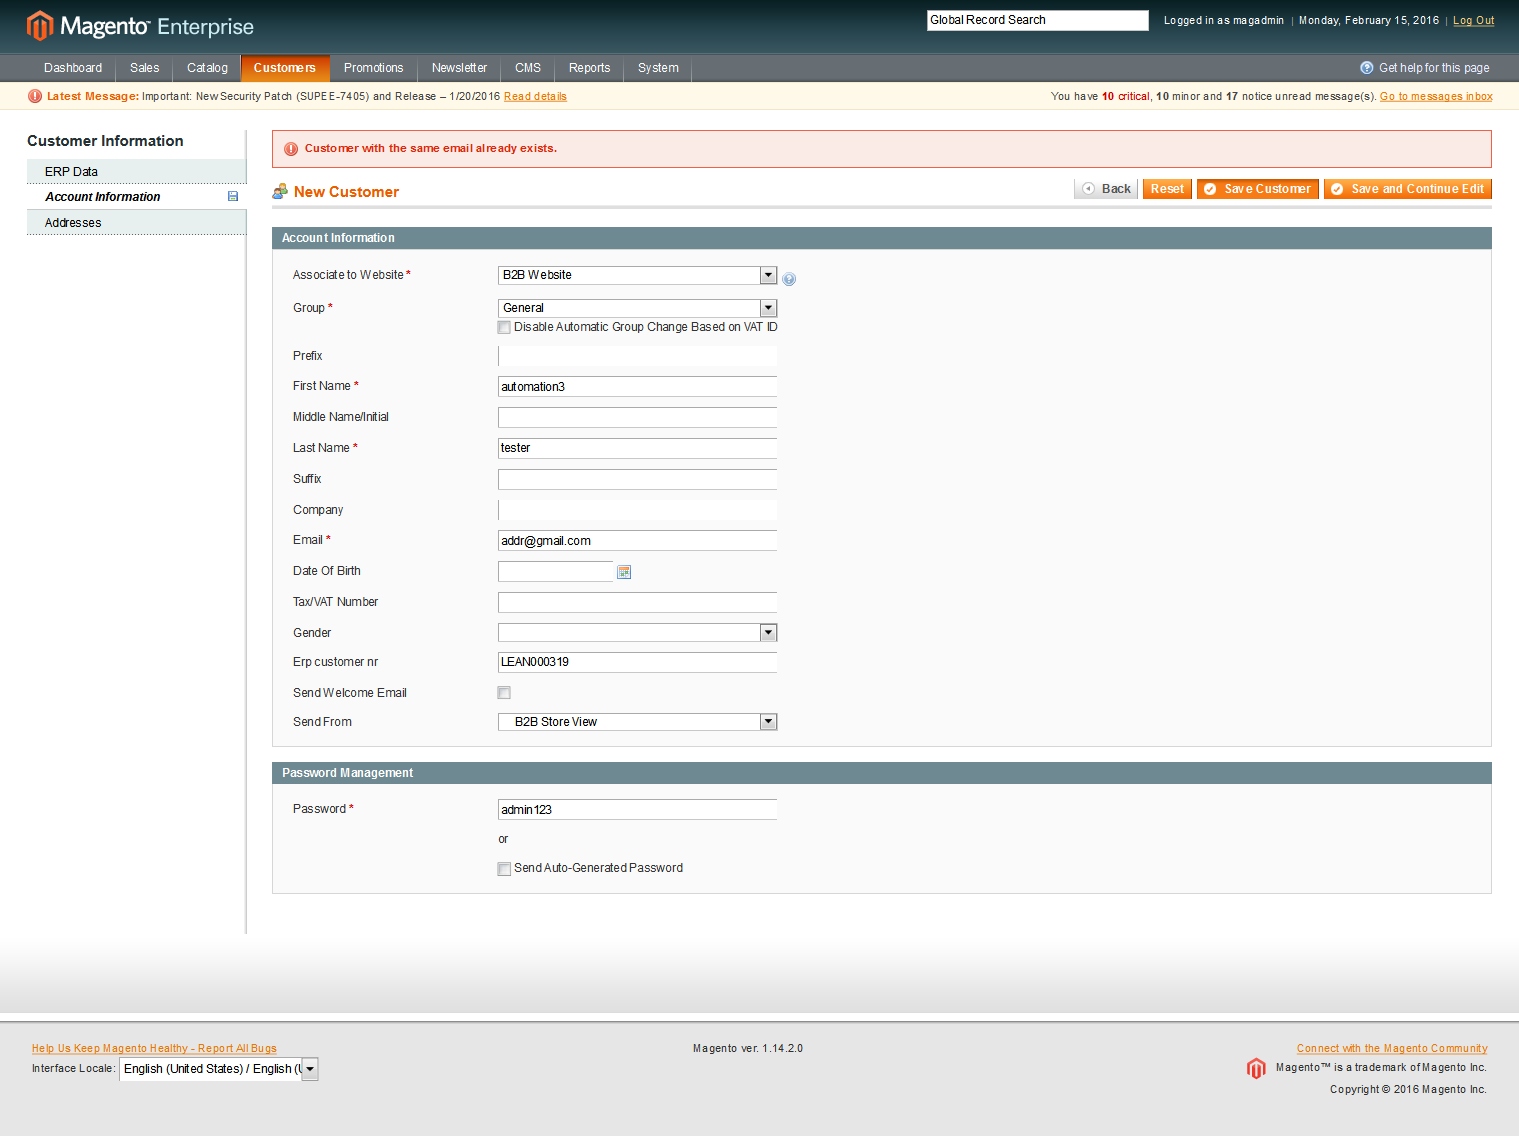 Magento™ Enterprise
Global Record Search
Logged in as magadmin | Monday, February 15, 2016 | Log Out
Dashboard Sales Catalog Customers Promotions Newsletter CMS Reports System Get help for this page
Latest Message: Important: New Security Patch (SUPEE-7405) and Release – 1/20/2016 Read details You have 10 critical, 10 minor and 17 notice unread message(s). Go to messages inbox
Customer Information
ERP Data
Account Information
Addresses
Customer with the same email already exists.
New Customer
Back Reset Save Customer Save and Continue Edit
Account Information
Associate to Website * B2B Website
Group * General
Disable Automatic Group Change Based on VAT ID
Prefix
First Name * automation3
Middle Name/Initial
Last Name * tester
Suffix
Company
Email * addr@gmail.com
Date Of Birth
Tax/VAT Number
Gender
Erp customer nr LEAN000319
Send Welcome Email
Send From B2B Store View
Password Management
Password * admin123
or
Send Auto-Generated Password
Help Us Keep Magento Healthy - Report All Bugs
Interface Locale: English (United States) / English (U
Magento ver. 1.14.2.0
Connect with the Magento Community
Magento™ is a trademark of Magento Inc.
Copyright © 2016 Magento Inc.